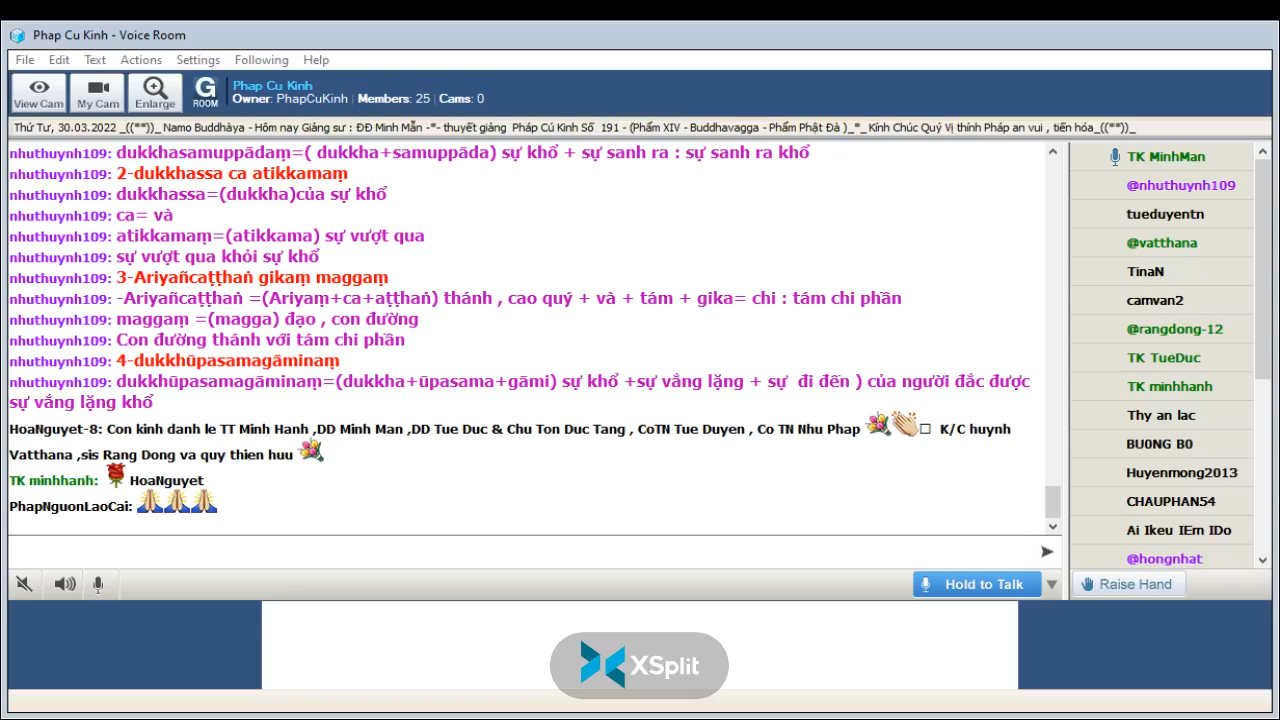 Phap Cu Kinh - Voice Room
File Edit Text Actions Settings Following Help
View Cam My Cam Enlarge G ROOM
Phap Cu Kinh
Owner: PhapCuKinh | Members: 25 | Cams: 0
Thứ Tư, 30.03.2022 _((**))_ Namo Buddhàya - Hôm nay Giảng sư : ĐĐ Minh Mẫn -*- thuyết giảng Pháp Cú Kinh Số 191 - (Phẩm XIV - Buddhavagga - Phẩm Phật Đà )_*_ Kính Chúc Quý Vị thính Pháp an vui , tiến hóa_((**))_
nhuthuynh109: dukkhasamuppādaṃ=( dukkha+samuppāda) sự khổ + sự sanh ra : sự sanh ra khổ
nhuthuynh109: 2-dukkhassa ca atikkamaṃ
nhuthuynh109: dukkhassa=(dukkha)của sự khổ
nhuthuynh109: ca= và
nhuthuynh109: atikkamaṃ=(atikkama) sự vượt qua
nhuthuynh109: sự vượt qua khỏi sự khổ
nhuthuynh109: 3-Ariyañcaṭṭhaṅ gikaṃ maggaṃ
nhuthuynh109: -Ariyañcaṭṭhaṅ =(Ariyaṃ+ca+aṭṭhaṅ) thánh , cao quý + và + tám + gika= chi : tám chi phần
nhuthuynh109: maggaṃ =(magga) đạo , con đường
nhuthuynh109: Con đường thánh với tám chi phần
nhuthuynh109: 4-dukkhūpasamagāminaṃ
nhuthuynh109: dukkhūpasamagāminaṃ=(dukkha+ūpasama+gāmi) sự khổ +sự vắng lặng + sự đi đến ) của người đắc được
sự vắng lặng khổ
HoaNguyet-8: Con kinh danh le TT Minh Hanh ,DD Minh Man ,DD Tue Duc & Chu Ton Duc Tang , CoTN Tue Duyen , Co TN Nhu Phap 💐👏□ K/C huynh
Vatthana ,sis Rang Dong va quy thien huu 💐
TK minhhanh: 🌹 HoaNguyet
PhapNguonLaoCai: 🙏🙏🙏
Hold to Talk
TK MinhMan
@nhuthuynh109
tueduyentn
@vatthana
TinaN
camvan2
@rangdong-12
TK TueDuc
TK minhhanh
Thy an lac
BU0NG B0
Huyenmong2013
CHAUPHAN54
Ai Ikeu IEm IDo
@hongnhat
Raise Hand
XSplit